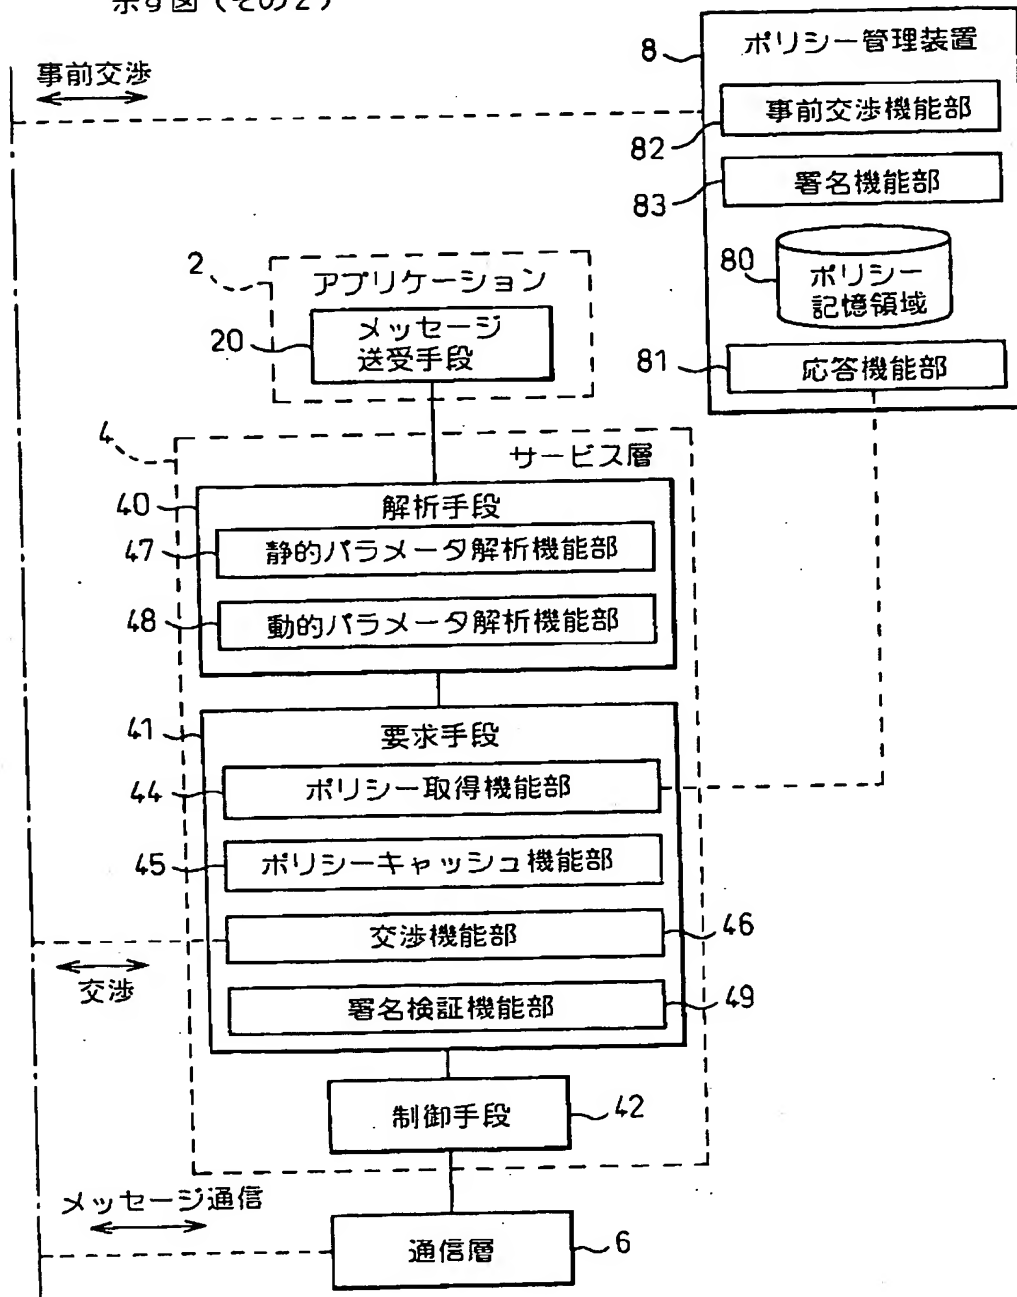 示す図（その2）
8
ポリシー管理装置
事前交渉
事前交渉機能部
82
署名機能部
83
80
ポリシー
記憶領域
81
応答機能部
2
アプリケーション
20
メッセージ
送受手段
4
サービス層
40
解析手段
47
静的パラメータ解析機能部
48
動的パラメータ解析機能部
41
要求手段
44
ポリシー取得機能部
45
ポリシーキャッシュ機能部
交渉機能部
46
交渉
署名検証機能部
49
制御手段
42
メッセージ通信
通信層
6